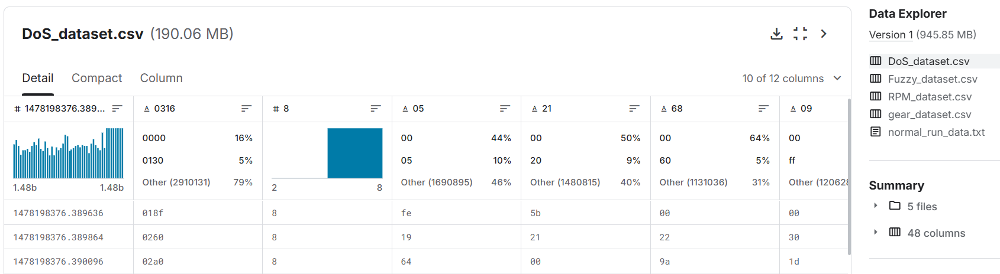 DoS_dataset.csv (190.06 MB)
Detail Compact Column
10 of 12 columns
# 1478198376.389...
A 0316
# 8
A 05
A 21
A 68
A 09
1.48b 1.48b
0000 16%
0130 5%
Other (2910131) 79%
2 8
00 44%
05 10%
Other (1690895) 46%
00 50%
20 9%
Other (1480815) 40%
00 64%
60 5%
Other (1131036) 31%
00
ff
Other (120628
1478198376.389636 018f 8 fe 5b 00 00
1478198376.389864 0260 8 19 21 22 30
1478198376.390096 02a0 8 64 00 9a 1d
Data Explorer
Version 1 (945.85 MB)
DoS_dataset.csv
Fuzzy_dataset.csv
RPM_dataset.csv
gear_dataset.csv
normal_run_data.txt
Summary
5 files
48 columns